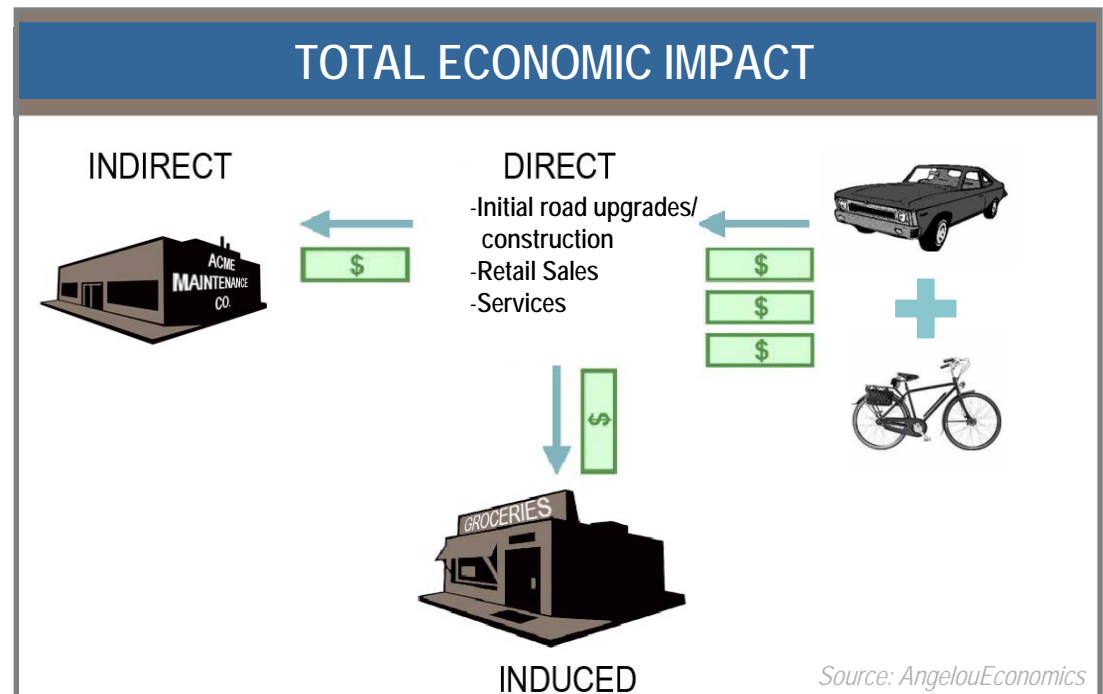 TOTAL ECONOMIC IMPACT
INDIRECT
DIRECT
-Initial road upgrades/
construction
-Retail Sales
-Services
ACME
MAINTENANCE
CO.
$
$
$
$
$
GROCERIES
INDUCED
Source: AngelouEconomics